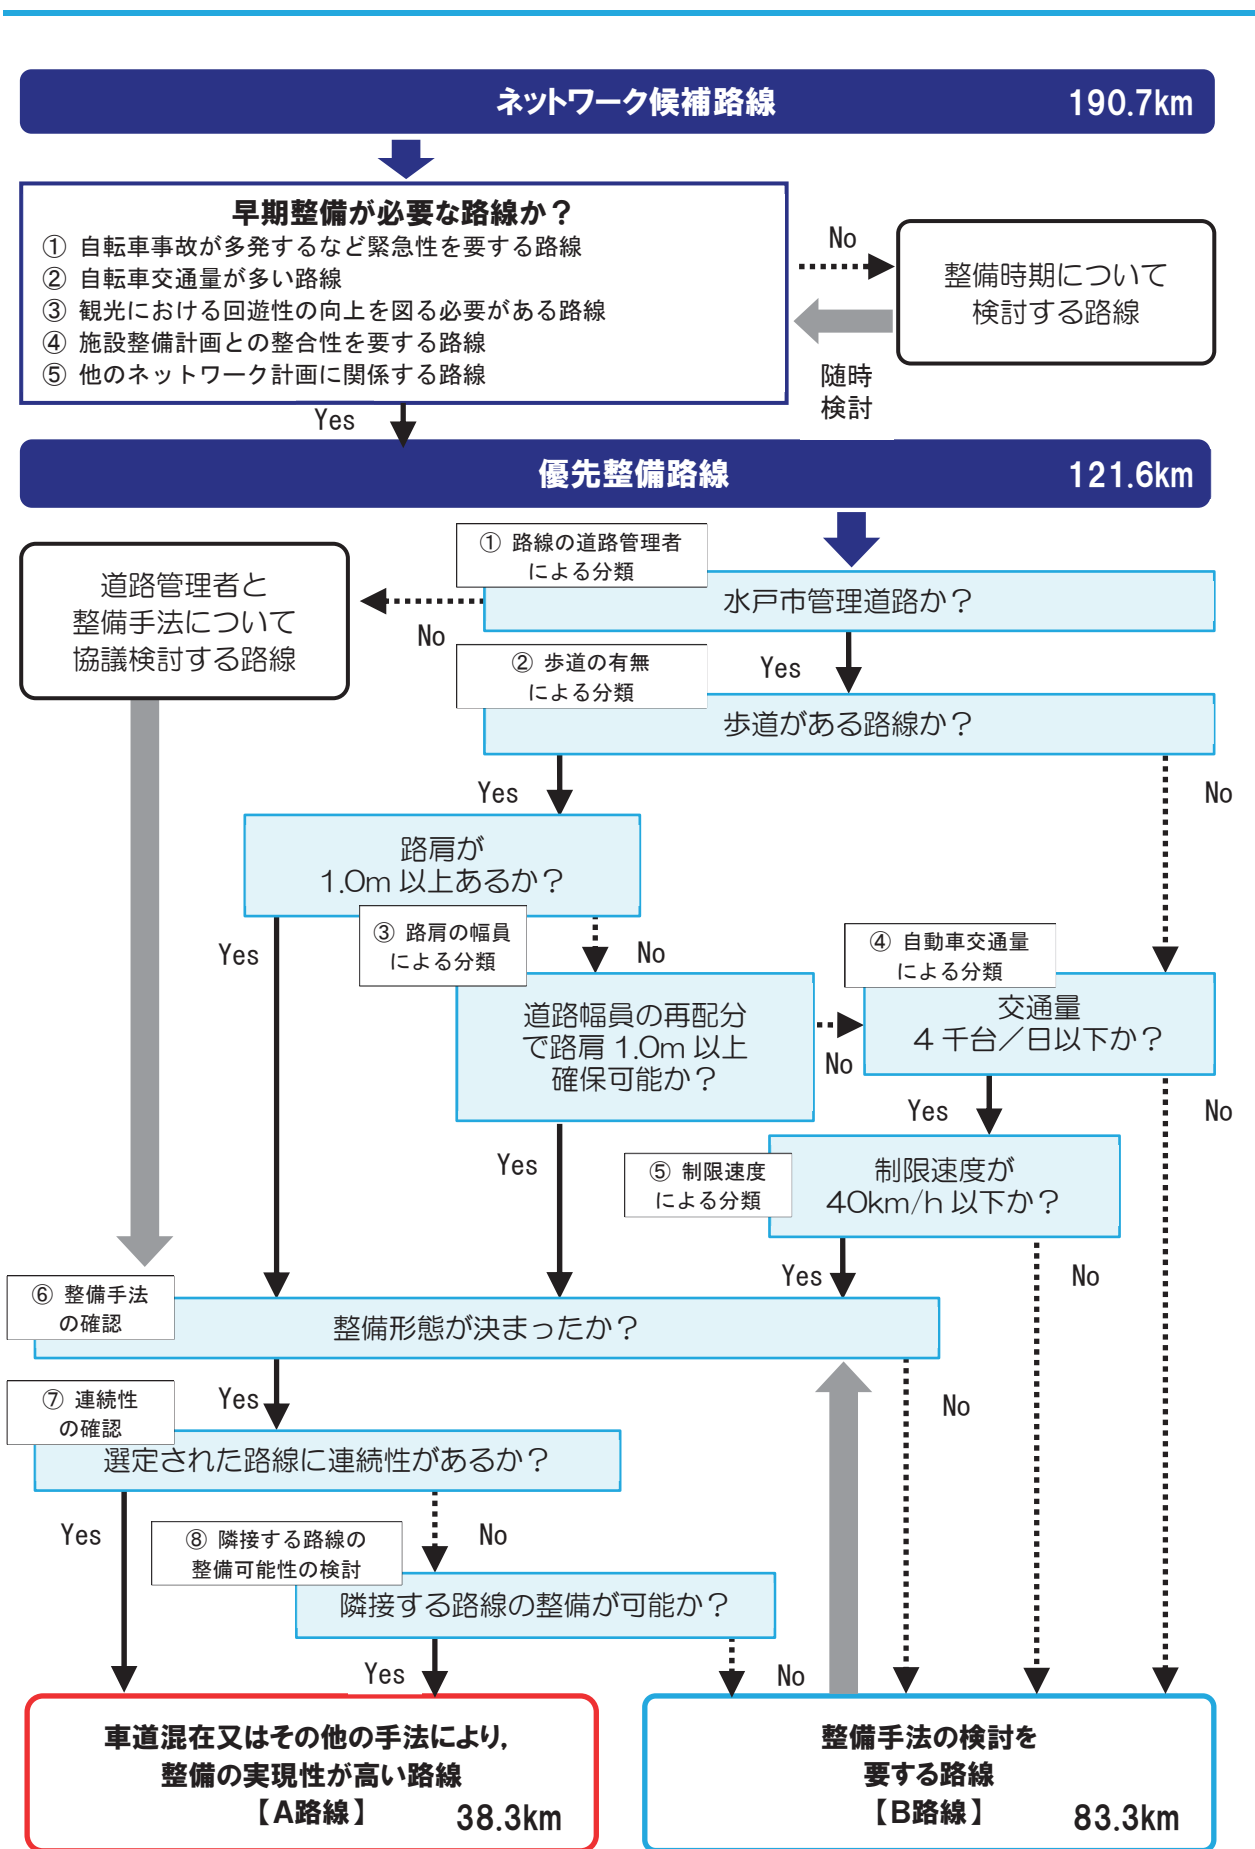 ネットワーク候補路線 190.7km
早期整備が必要な路線か？
① 自転車事故が多発するなど緊急性を要する路線
② 自転車交通量が多い路線
③ 観光における回遊性の向上を図る必要がある路線
④ 施設整備計画との整合性を要する路線
⑤ 他のネットワーク計画に関係する路線
No
整備時期について
検討する路線
随時
検討
Yes
優先整備路線 121.6km
① 路線の道路管理者
による分類
水戸市管理道路か？
No
道路管理者と
整備手法について
協議検討する路線
Yes
② 歩道の有無
による分類
歩道がある路線か？
Yes
No
路肩が
1.0m 以上あるか？
Yes
③ 路肩の幅員
による分類
No
④ 自動車交通量
による分類
道路幅員の再配分
で路肩 1.0m 以上
確保可能か？
No
交通量
4 千台／日以下か？
Yes
No
Yes
⑤ 制限速度
による分類
制限速度が
40km/h 以下か？
Yes
No
⑥ 整備手法
の確認
整備形態が決まったか？
Yes
No
⑦ 連続性
の確認
選定された路線に連続性があるか？
Yes
No
⑧ 隣接する路線の
整備可能性の検討
隣接する路線の整備が可能か？
Yes
No
車道混在又はその他の手法により，
整備の実現性が高い路線
【A路線】 38.3km
整備手法の検討を
要する路線
【B路線】 83.3km